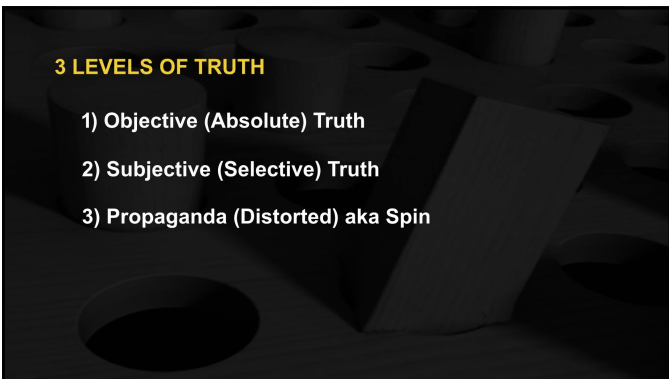 3 LEVELS OF TRUTH
1) Objective (Absolute) Truth
2) Subjective (Selective) Truth
3) Propaganda (Distorted) aka Spin